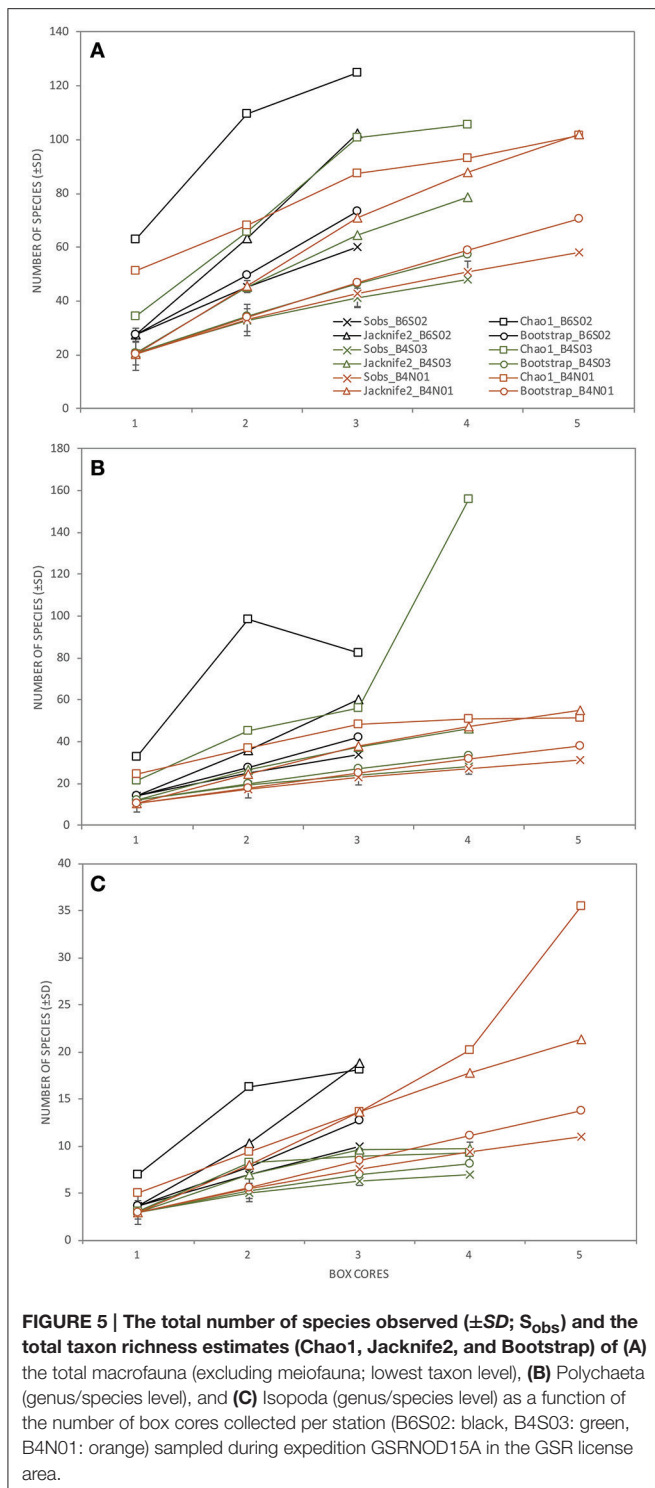 A
140
120
100
80
60
40
20
0
NUMBER OF SPECIES (±SD)
Sobs_B6S02 Chao1_B6S02
Jacknife2_B6S02 Bootstrap_B6S02
Sobs_B4S03 Chao1_B4S03
Jacknife2_B4S03 Bootstrap_B4S03
Sobs_B4N01 Chao1_B4N01
Jacknife2_B4N01 Bootstrap_B4N01
1 2 3 4 5
B
180
160
140
120
100
80
60
40
20
0
NUMBER OF SPECIES (±SD)
1 2 3 4 5
C
40
35
30
25
20
15
10
5
0
NUMBER OF SPECIES (±SD)
1 2 3 4 5
BOX CORES
FIGURE 5 | The total number of species observed (±SD; Sobs) and the
total taxon richness estimates (Chao1, Jacknife2, and Bootstrap) of (A)
the total macrofauna (excluding meiofauna; lowest taxon level), (B) Polychaeta
(genus/species level), and (C) Isopoda (genus/species level) as a function of
the number of box cores collected per station (B6S02: black, B4S03: green,
B4N01: orange) sampled during expedition GSRNOD15A in the GSR license
area.